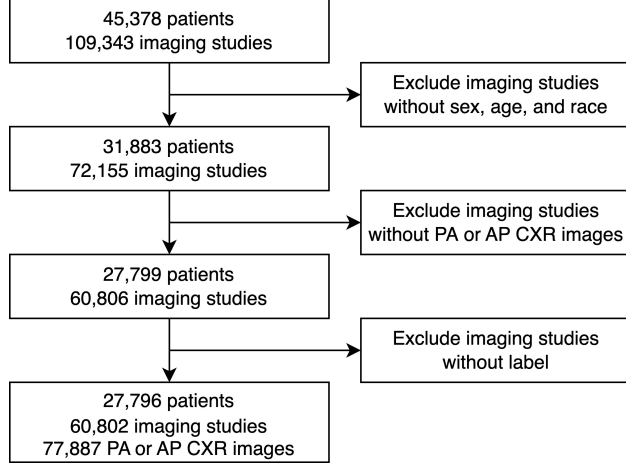 45,378 patients
109,343 imaging studies
Exclude imaging studies
without sex, age, and race
31,883 patients
72,155 imaging studies
Exclude imaging studies
without PA or AP CXR images
27,799 patients
60,806 imaging studies
Exclude imaging studies
without label
27,796 patients
60,802 imaging studies
77,887 PA or AP CXR images